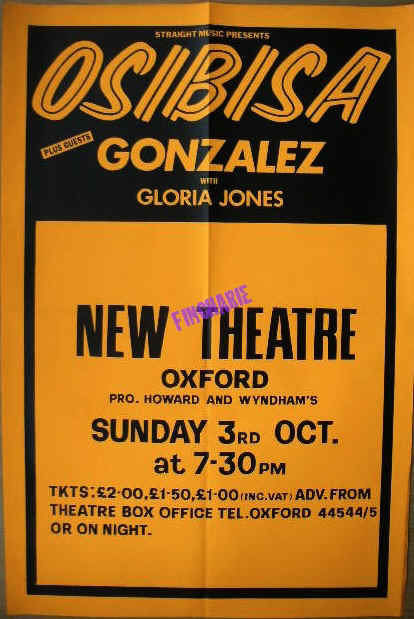 STRAIGHT MUSIC PRESENTS
OSIBISA
PLUS GUESTS
GONZALEZ
WITH
GLORIA JONES
FINGRARIE
NEW THEATRE
OXFORD
PRO. HOWARD AND WYNDHAM'S
SUNDAY 3RD OCT.
at 7-30PM
TKTS:£2·00,£1·50,£1·00(INC.VAT) ADV. FROM
THEATRE BOX OFFICE TEL.OXFORD 44544/5
OR ON NIGHT.